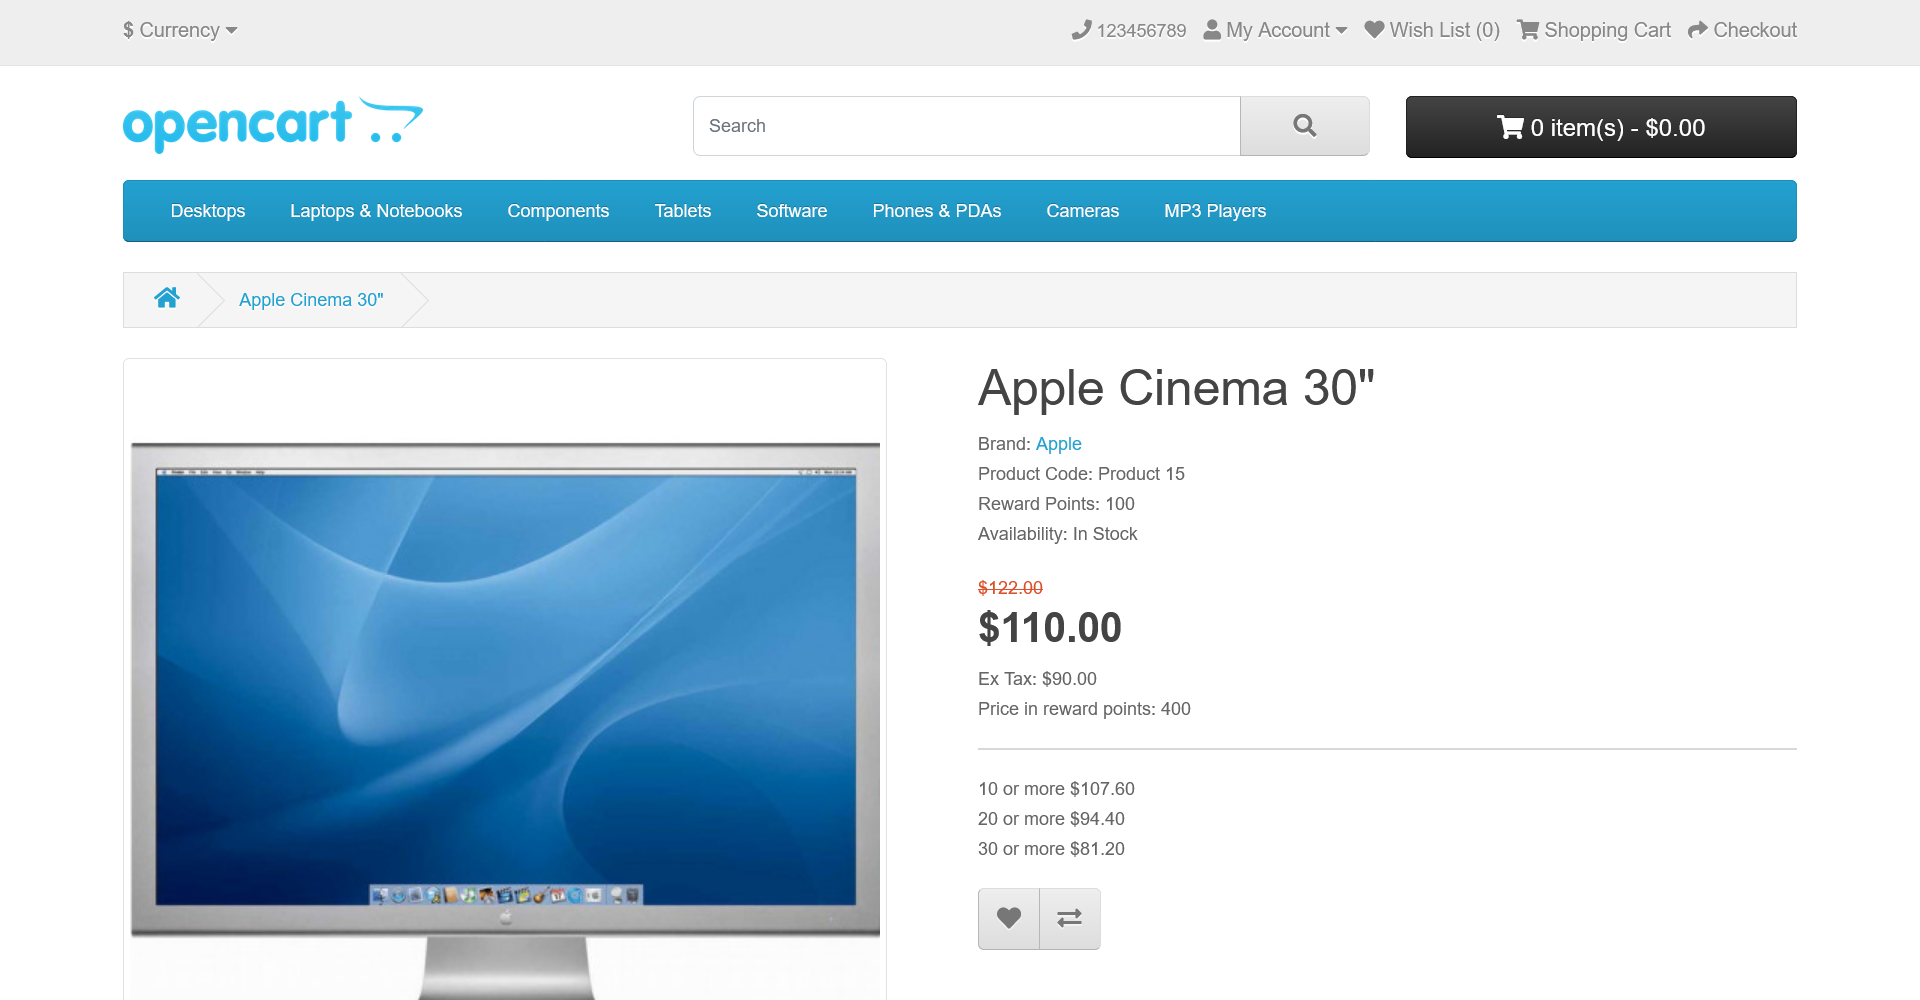 $ Currency
123456789 My Account Wish List (0) Shopping Cart Checkout
opencart
Search
0 item(s) - $0.00
Desktops Laptops & Notebooks Components Tablets Software Phones & PDAs Cameras MP3 Players
Apple Cinema 30"
Apple Cinema 30"
Brand: Apple
Product Code: Product 15
Reward Points: 100
Availability: In Stock
$122.00
$110.00
Ex Tax: $90.00
Price in reward points: 400
10 or more $107.60
20 or more $94.40
30 or more $81.20